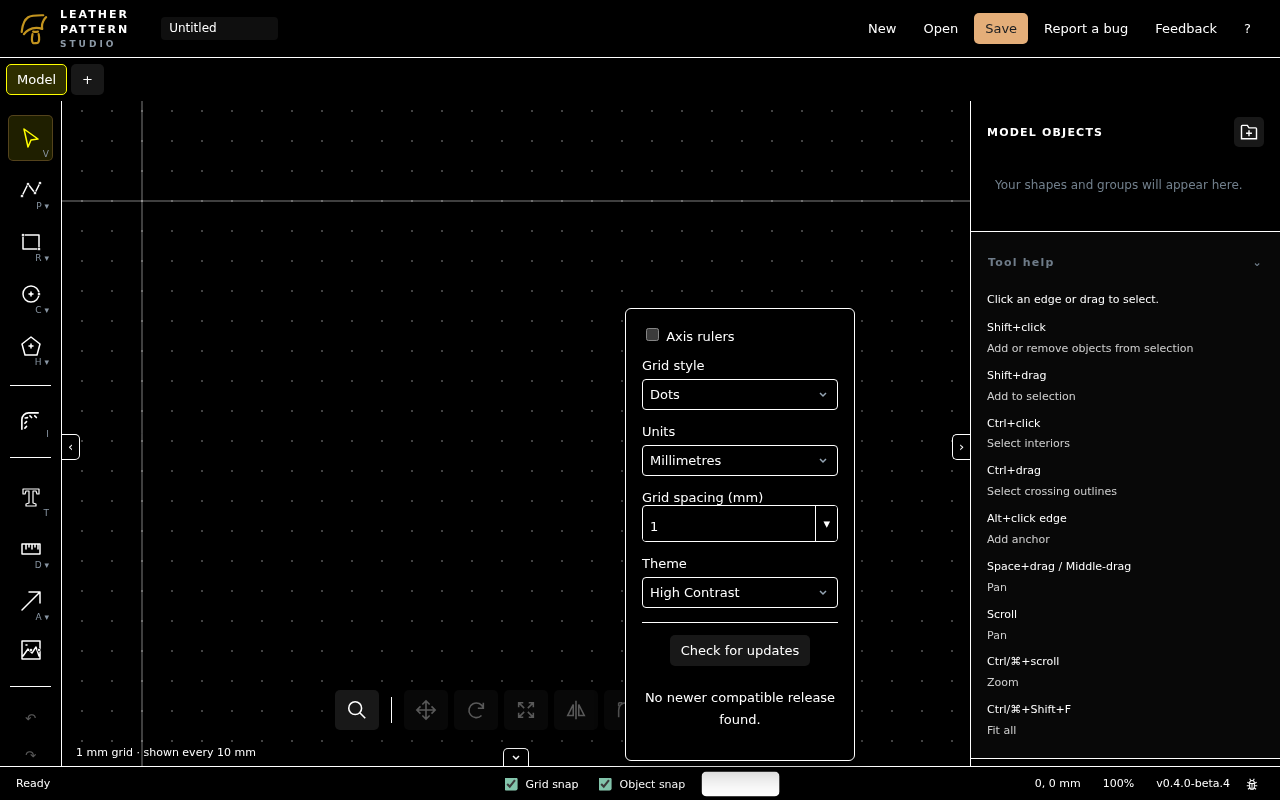 LEATHER
PATTERN
STUDIO
Untitled
New
Open
Save
Report a bug
Feedback
?
Model
+
V
P
R
C
H
I
T
D
A
MODEL OBJECTS
Your shapes and groups will appear here.
Tool help
Click an edge or drag to select.
Shift+click
Add or remove objects from selection
Shift+drag
Add to selection
Ctrl+click
Select interiors
Ctrl+drag
Select crossing outlines
Alt+click edge
Add anchor
Space+drag / Middle-drag
Pan
Scroll
Pan
Ctrl/⌘+scroll
Zoom
Ctrl/⌘+Shift+F
Fit all
Axis rulers
Grid style
Dots
Units
Millimetres
Grid spacing (mm)
1
Theme
High Contrast
Check for updates
No newer compatible release
found.
1 mm grid · shown every 10 mm
Ready
Grid snap
Object snap
0, 0 mm
100%
v0.4.0-beta.4